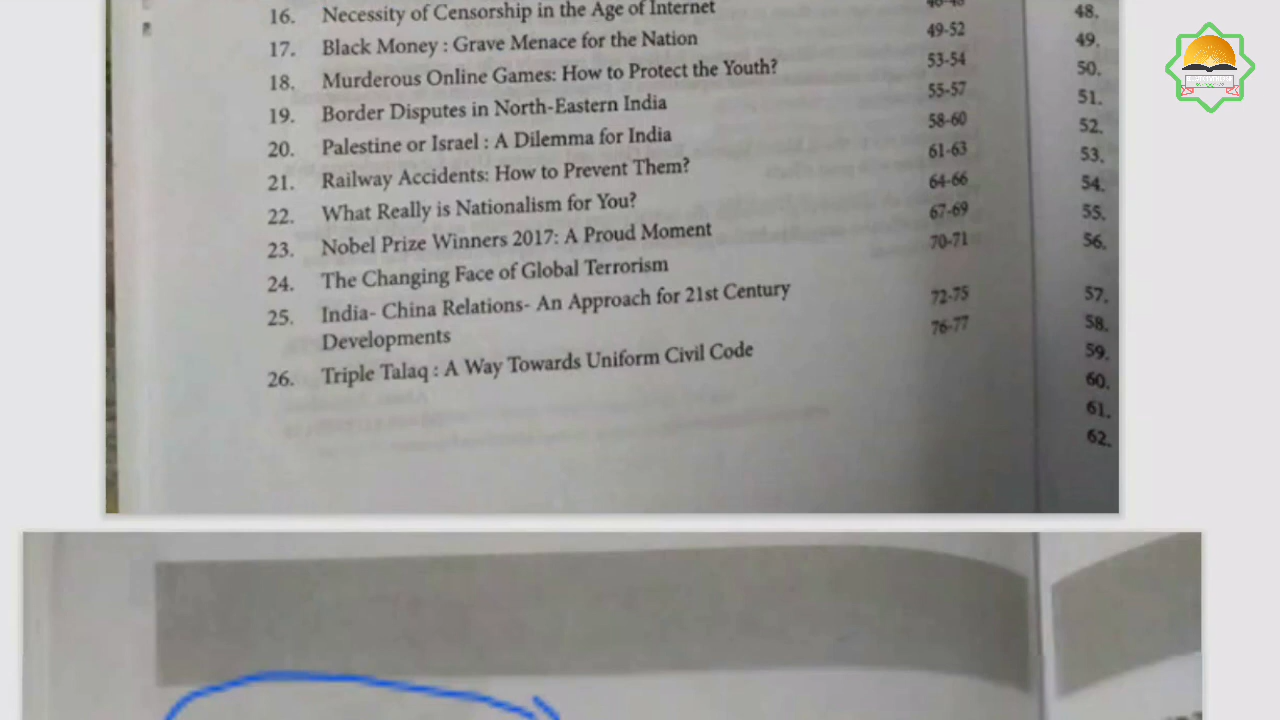 16. Necessity of Censorship in the Age of Internet 46-48
17. Black Money : Grave Menace for the Nation 49-52
18. Murderous Online Games: How to Protect the Youth? 53-54
19. Border Disputes in North-Eastern India 55-57
20. Palestine or Israel : A Dilemma for India 58-60
21. Railway Accidents: How to Prevent Them? 61-63
22. What Really is Nationalism for You? 64-66
23. Nobel Prize Winners 2017: A Proud Moment 67-69
24. The Changing Face of Global Terrorism 70-71
25. India- China Relations- An Approach for 21st Century
Developments 72-75
26. Triple Talaq : A Way Towards Uniform Civil Code 76-77
48.
49.
50.
51.
52.
53.
54.
55.
56.
57.
58.
59.
60.
61.
62.